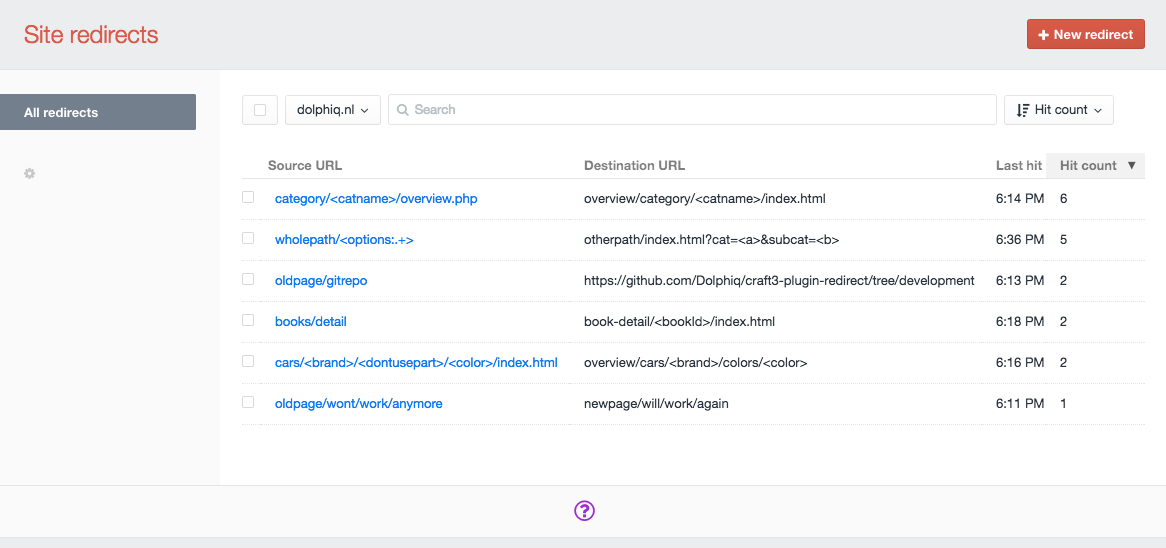 Site redirects
+ New redirect
All redirects
dolphiq.nl
Search
Hit count
Source URL Destination URL Last hit Hit count ▼
category/<catname>/overview.php overview/category/<catname>/index.html 6:14 PM 6
wholepath/<options:.+> otherpath/index.html?cat=<a>&subcat=<b> 6:36 PM 5
oldpage/gitrepo https://github.com/Dolphiq/craft3-plugin-redirect/tree/development 6:13 PM 2
books/detail book-detail/<bookId>/index.html 6:18 PM 2
cars/<brand>/<dontusepart>/<color>/index.html overview/cars/<brand>/colors/<color> 6:16 PM 2
oldpage/wont/work/anymore newpage/will/work/again 6:11 PM 1
?